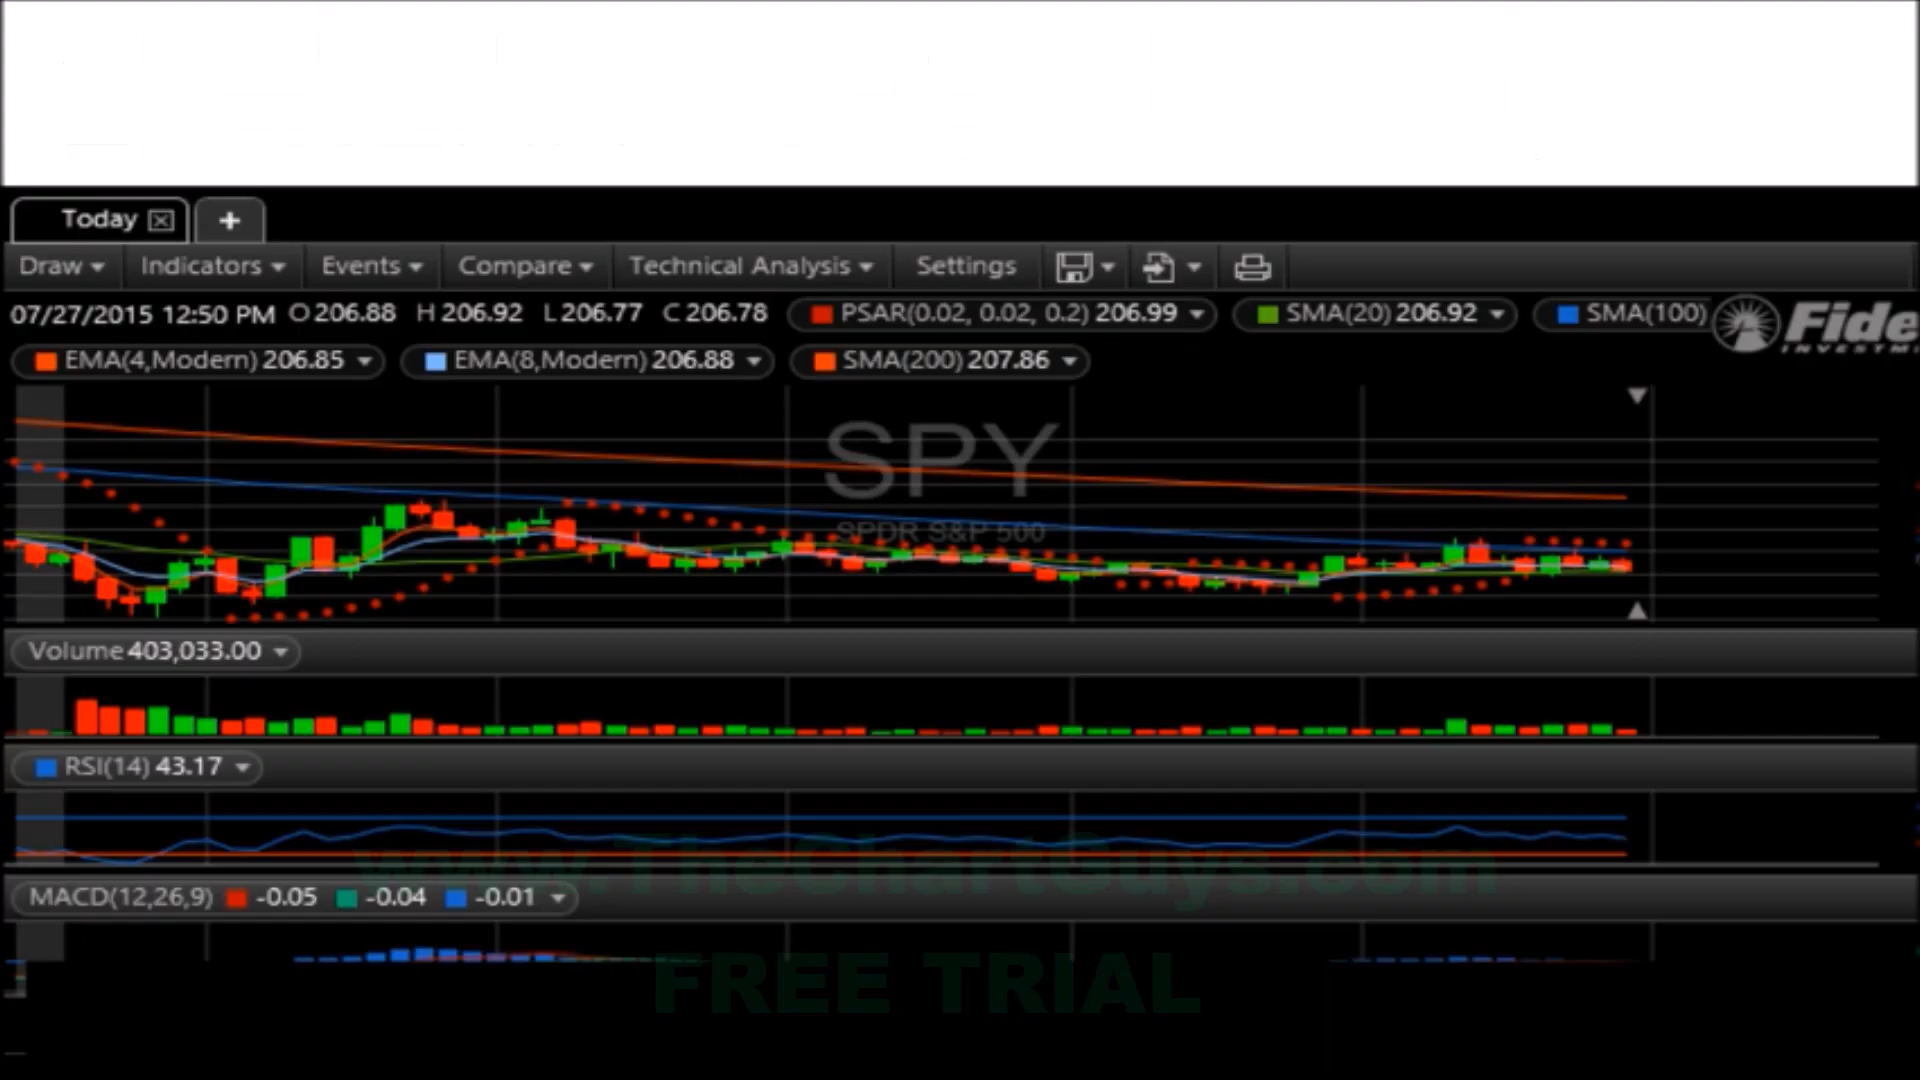 Today
+
Draw Indicators Events Compare Technical Analysis Settings
07/27/2015 12:50 PM O 206.88 H 206.92 L 206.77 C 206.78 PSAR(0.02, 0.02, 0.2) 206.99 SMA(20) 206.92 SMA(100) Fide
INVESTM
EMA(4,Modern) 206.85 EMA(8,Modern) 206.88 SMA(200) 207.86
SPY
SPDR S&P 500
Volume 403,033.00
RSI(14) 43.17
www.TheChartGuys.com
MACD(12,26,9) -0.05 -0.04 -0.01
FREE TRIAL